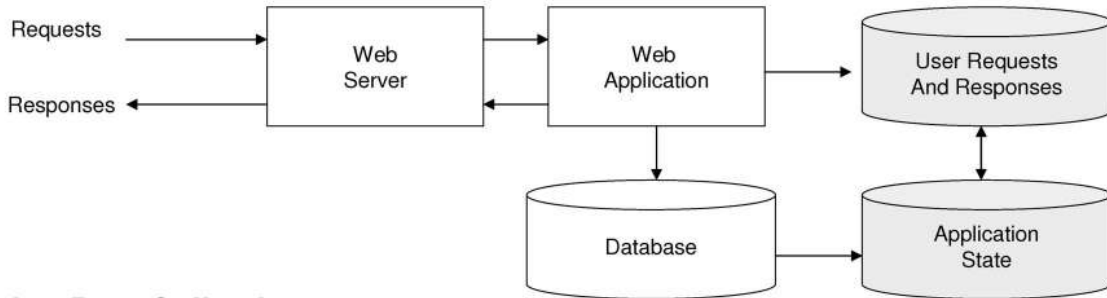 Requests
Responses
Web
Server
Web
Application
User Requests
And Responses
Database
Application
State